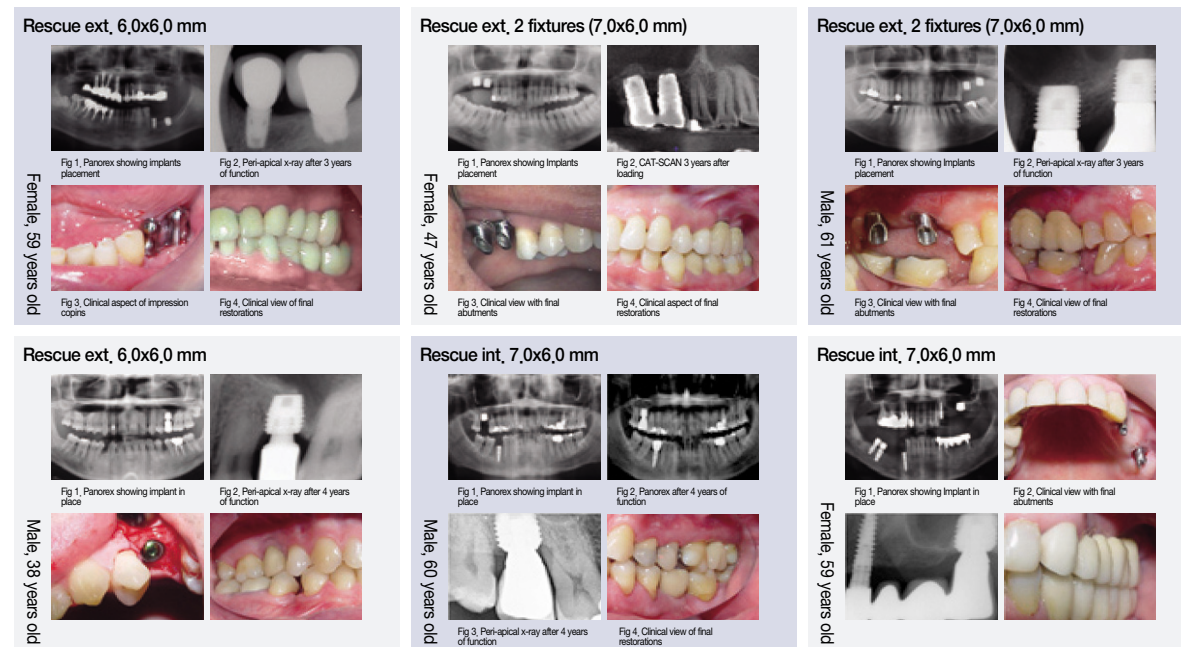 Rescue ext. 6.0x6.0 mm
Female, 59 years old
Fig 1. Panorex showing implants
placement
Fig 2. Peri-apical x-ray after 3 years
of function
Fig 3. Clinical aspect of impression
copins
Fig 4. Clinical view of final
restorations
Rescue ext. 2 fixtures (7.0x6.0 mm)
Female, 47 years old
Fig 1. Panorex showing Implants
placement
Fig 2. CAT-SCAN 3 years after
loading
Fig 3. Clinical view with final
abutments
Fig 4. Clinical aspect of final
restorations
Rescue ext. 2 fixtures (7.0x6.0 mm)
Male, 61 years old
Fig 1. Panorex showing Implants
placement
Fig 2. Peri-apical x-ray after 3 years
of function
Fig 3. Clinical view with final
abutments
Fig 4. Clinical view of final
restorations
Rescue ext. 6.0x6.0 mm
Male, 38 years old
Fig 1. Panorex showing implant in
place
Fig 2. Peri-apical x-ray after 4 years
of function
Rescue int. 7.0x6.0 mm
Male, 60 years old
Fig 1. Panorex showing implant in
place
Fig 2. Panorex after 4 years of
function
Fig 3. Peri-apical x-ray after 4 years
of function
Fig 4. Clinical view of final
restorations
Rescue int. 7.0x6.0 mm
Female, 59 years old
Fig 1. Panorex showing Implant in
place
Fig 2. Clinical view with final
abutments